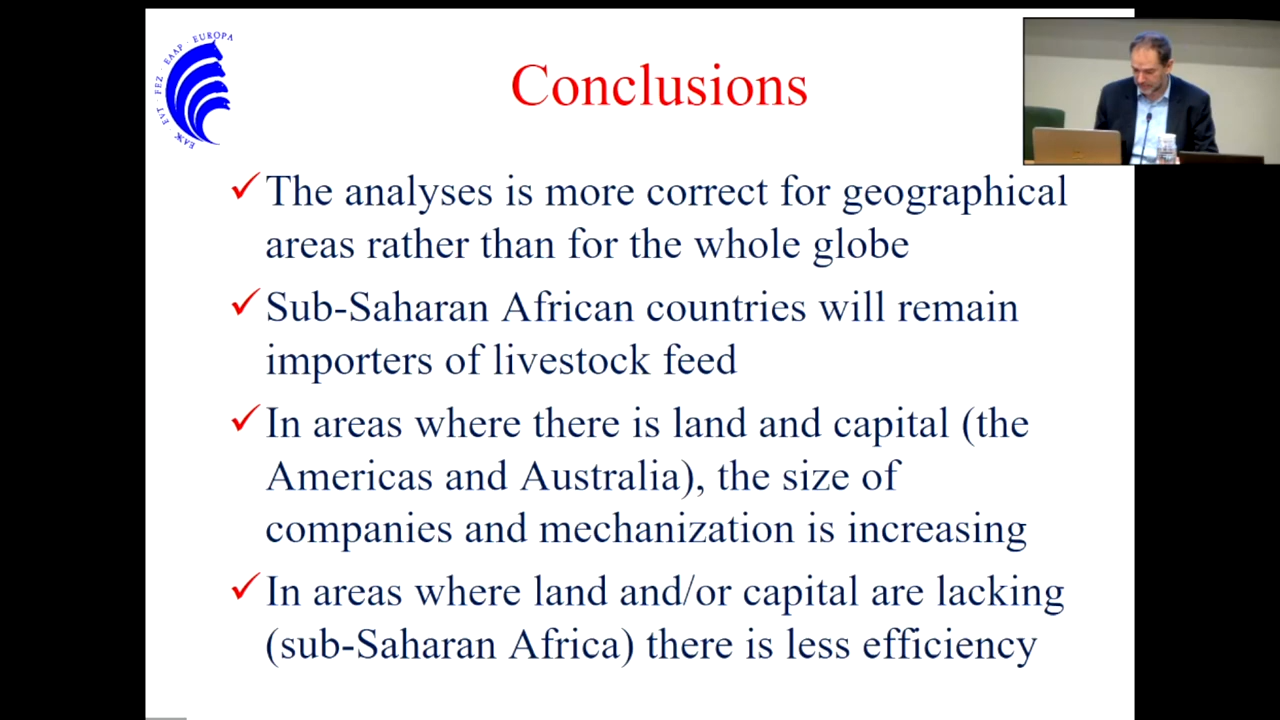 ЕАЖ · EVT · FEZ · EAAP · EUROPA
Conclusions
✓ The analyses is more correct for geographical
areas rather than for the whole globe
✓ Sub-Saharan African countries will remain
importers of livestock feed
✓ In areas where there is land and capital (the
Americas and Australia), the size of
companies and mechanization is increasing
✓ In areas where land and/or capital are lacking
(sub-Saharan Africa) there is less efficiency